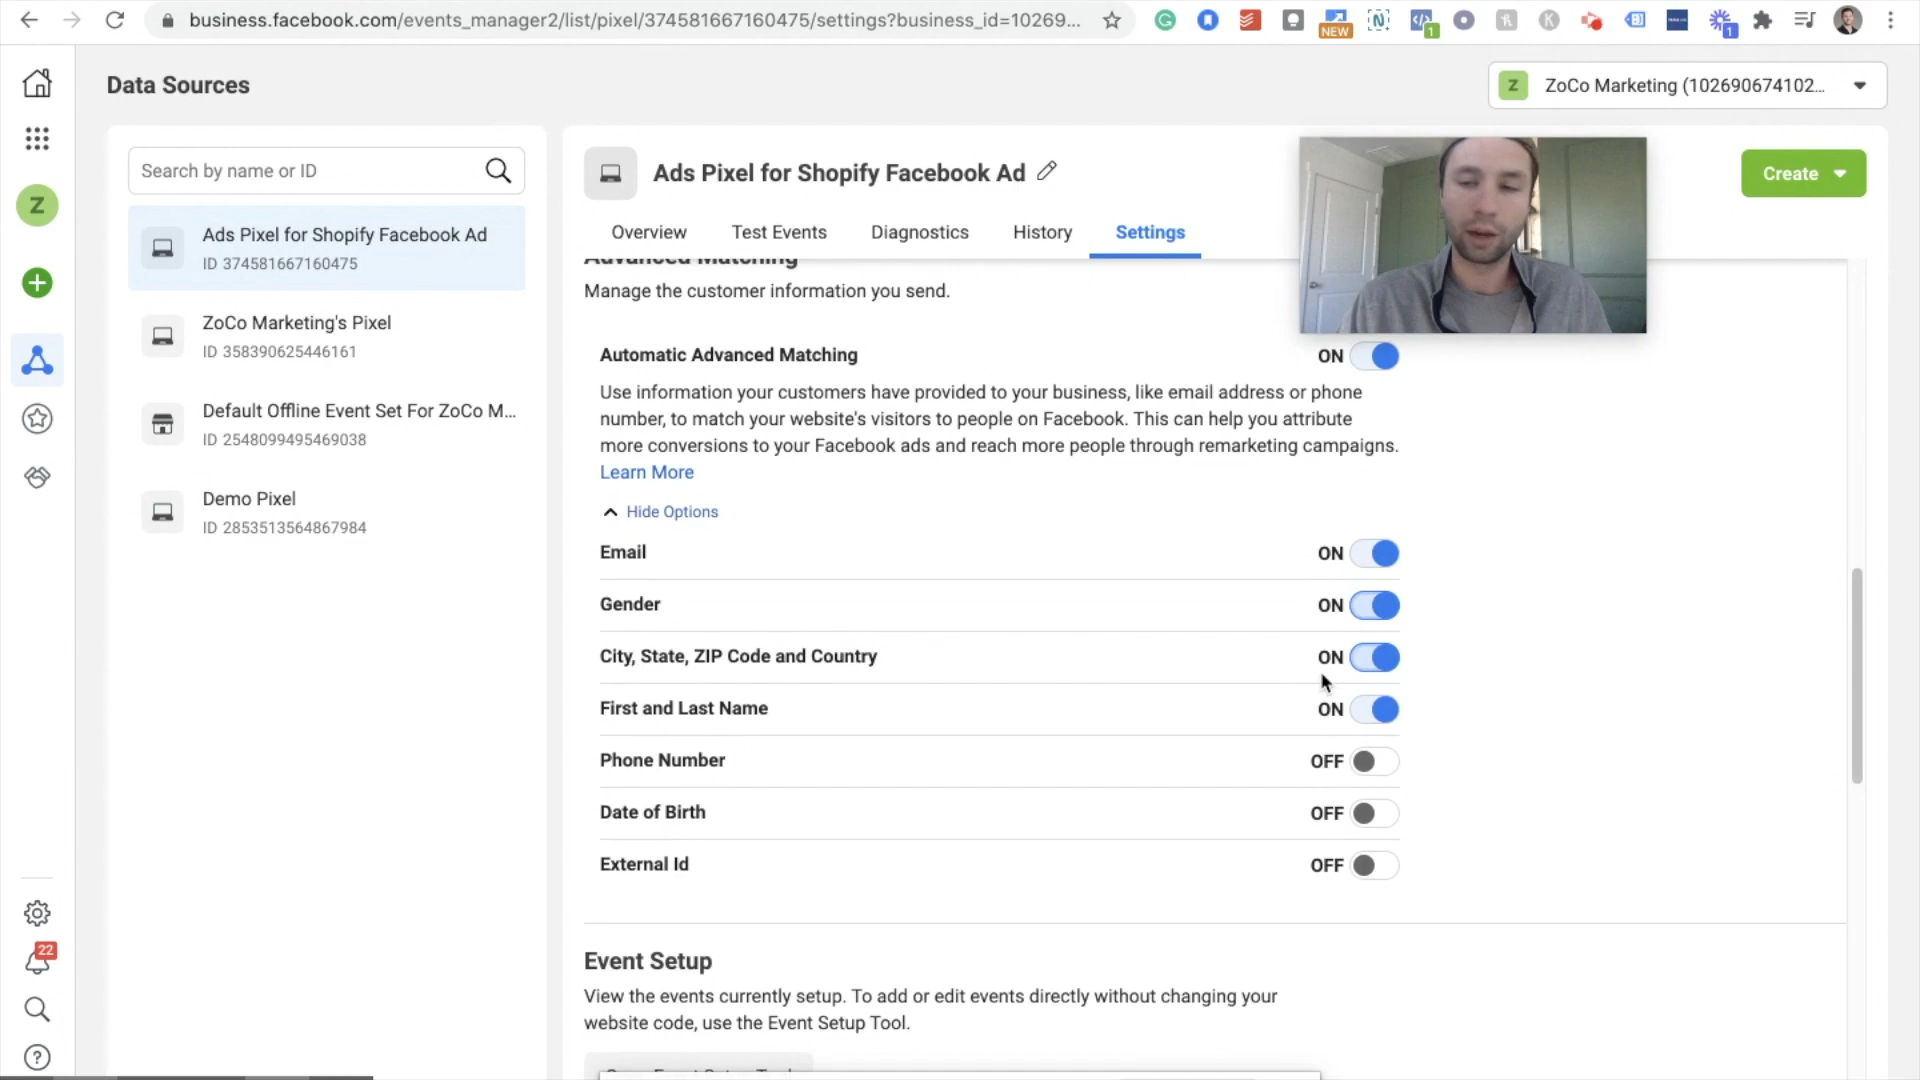 business.facebook.com/events_manager2/list/pixel/374581667160475/settings?business_id=10269...
NEW
1
1
Data Sources
Z
ZoCo Marketing (102690674102...
Search by name or ID
Ads Pixel for Shopify Facebook Ad
ID 374581667160475
ZoCo Marketing's Pixel
ID 358390625446161
Default Offline Event Set For ZoCo M...
ID 2548099495469038
Demo Pixel
ID 2853513564867984
Z
22
Ads Pixel for Shopify Facebook Ad
Create
Overview
Test Events
Diagnostics
History
Settings
Advanced Matching
Manage the customer information you send.
Automatic Advanced Matching
ON
Use information your customers have provided to your business, like email address or phone
number, to match your website's visitors to people on Facebook. This can help you attribute
more conversions to your Facebook ads and reach more people through remarketing campaigns.
Learn More
Hide Options
Email
ON
Gender
ON
City, State, ZIP Code and Country
ON
First and Last Name
ON
Phone Number
OFF
Date of Birth
OFF
External Id
OFF
Event Setup
View the events currently setup. To add or edit events directly without changing your
website code, use the Event Setup Tool.